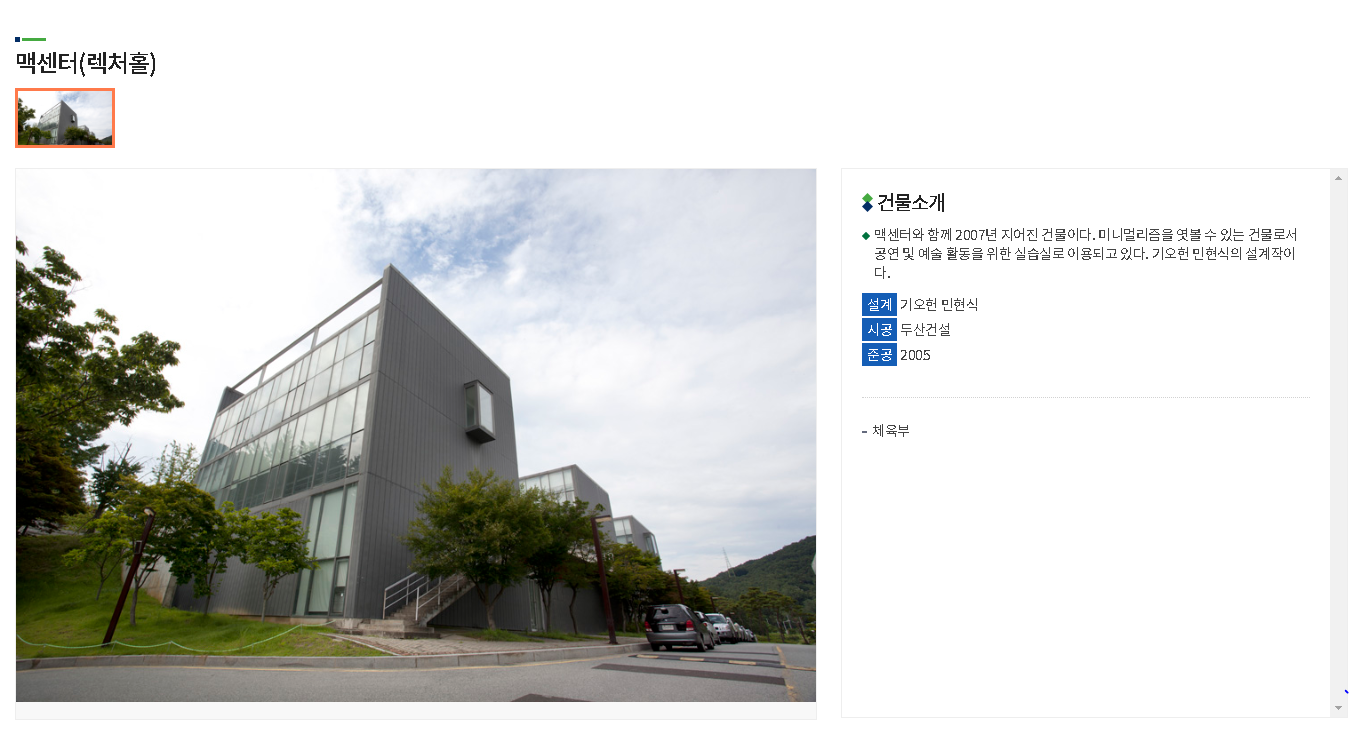 맥센터(렉처홀)
건물소개
맥센터와 함께 2007년 지어진 건물이다. 미니멀리즘을 엿볼 수 있는 건물로서
공연 및 예술 활동을 위한 실습실로 이용되고 있다. 기오헌 민현식의 설계작이
다.
설계 기오헌 민현식
시공 두산건설
준공 2005
- 체육부